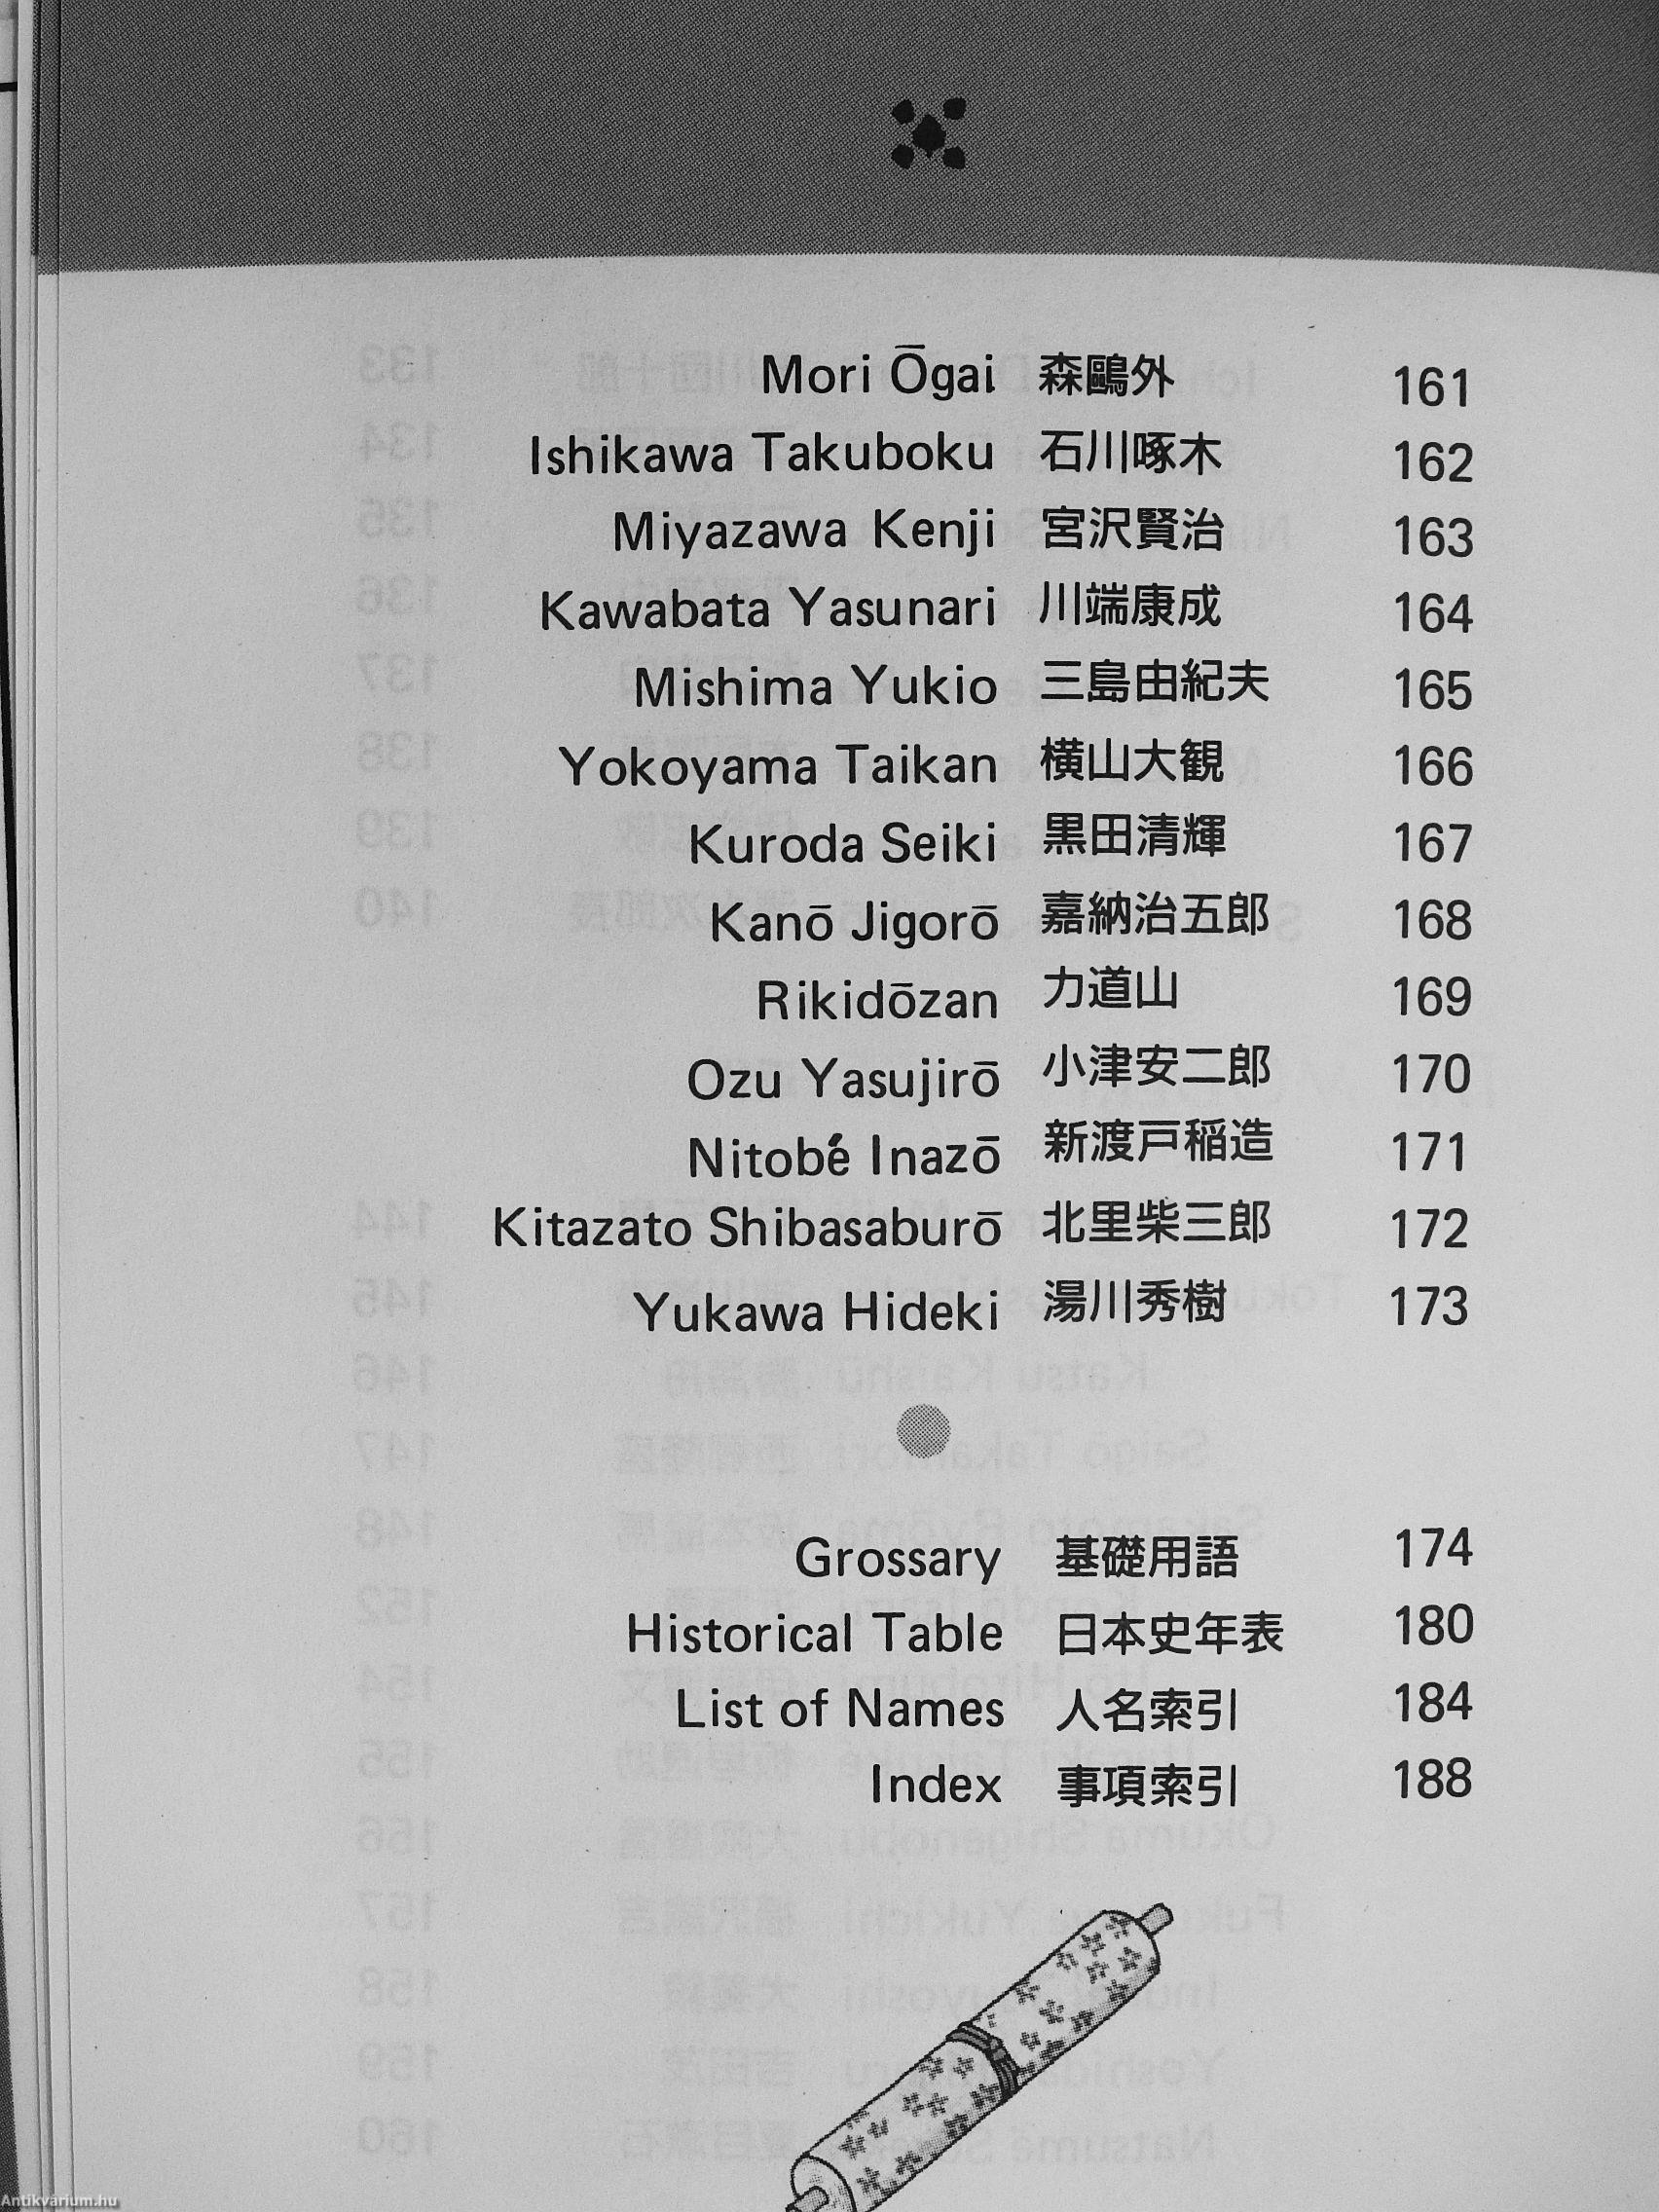 Mori Ōgai 森鷗外 161
Ishikawa Takuboku 石川啄木 162
Miyazawa Kenji 宮沢賢治 163
Kawabata Yasunari 川端康成 164
Mishima Yukio 三島由紀夫 165
Yokoyama Taikan 横山大観 166
Kuroda Seiki 黒田清輝 167
Kanō Jigorō 嘉納治五郎 168
Rikidōzan 力道山 169
Ozu Yasujirō 小津安二郎 170
Nitobé Inazō 新渡戸稲造 171
Kitazato Shibasaburō 北里柴三郎 172
Yukawa Hideki 湯川秀樹 173
Grossary 基礎用語 174
Historical Table 日本史年表 180
List of Names 人名索引 184
Index 事項索引 188
Antikvarium.hu